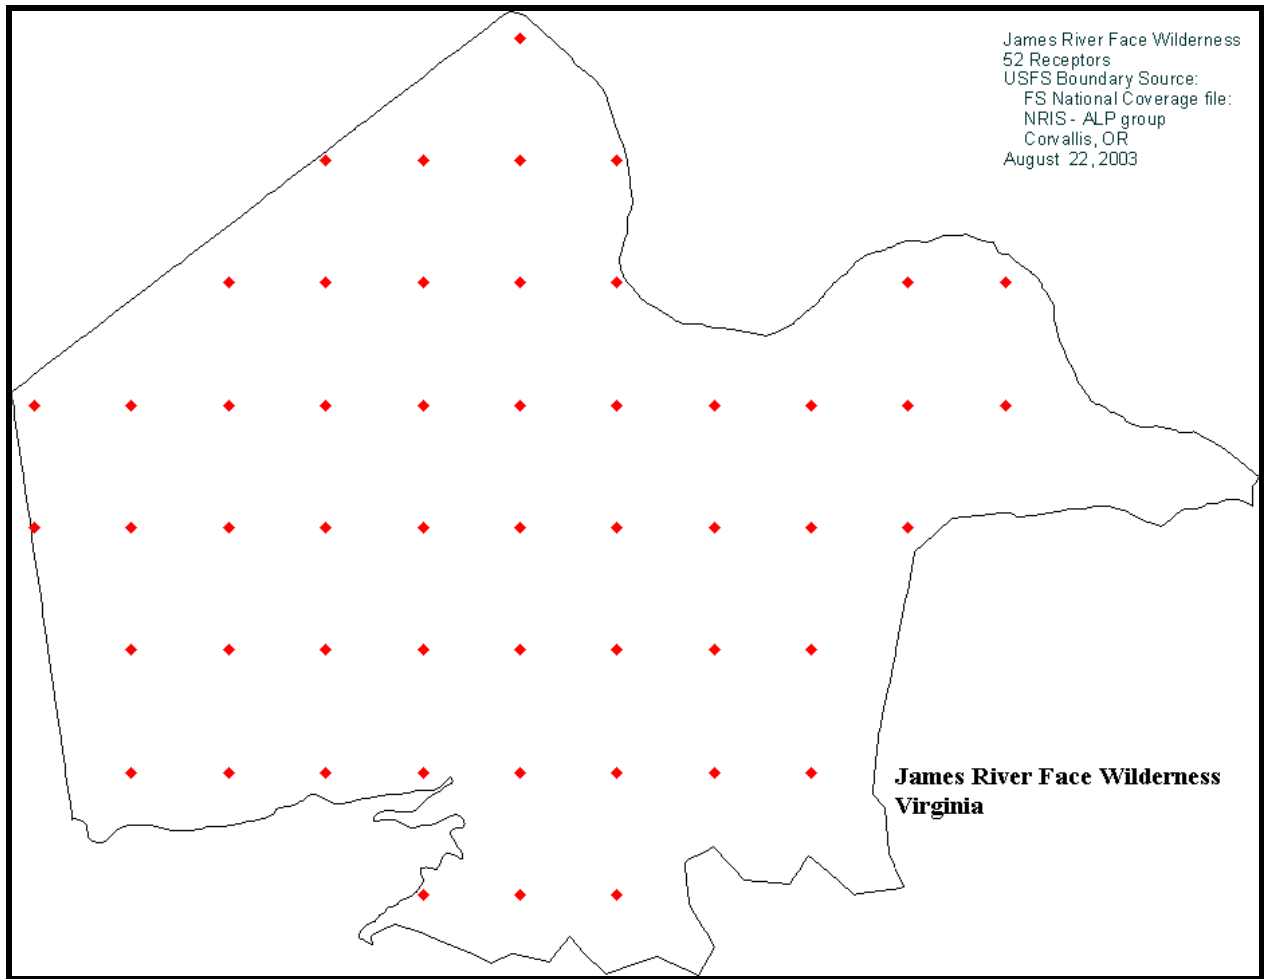 James River Face Wilderness
52 Receptors
USFS Boundary Source:
FS National Coverage file:
NRIS - ALP group
Corvallis, OR
August 22, 2003
James River Face Wilderness
Virginia